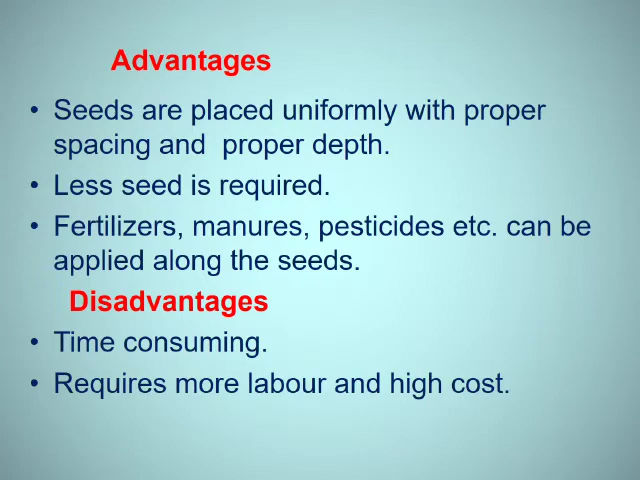 Advantages
• Seeds are placed uniformly with proper
spacing and  proper depth.
• Less seed is required.
• Fertilizers, manures, pesticides etc. can be
applied along the seeds.
Disadvantages
• Time consuming.
• Requires more labour and high cost.